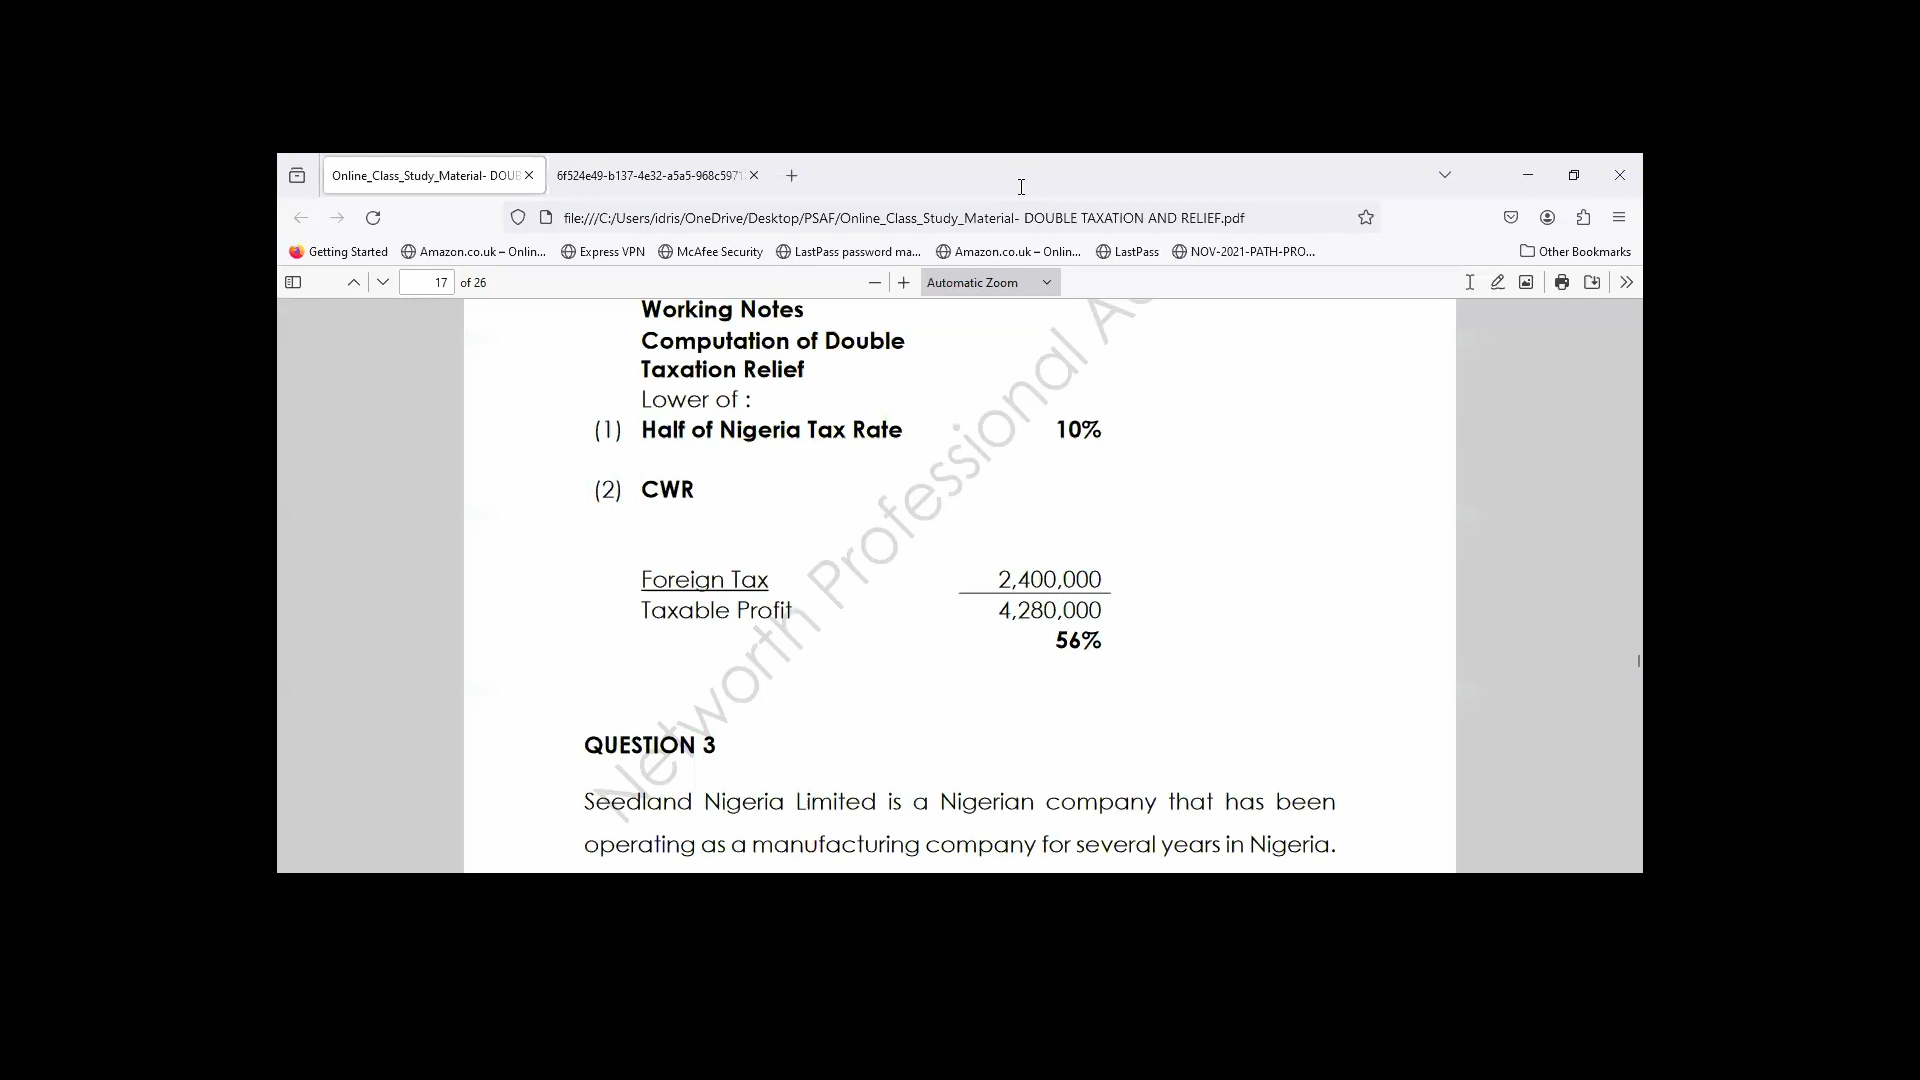 Online_Class_Study_Material- DOUB
6f524e49-b137-4e32-a5a5-968c5971
file:///C:/Users/idris/OneDrive/Desktop/PSAF/Online_Class_Study_Material- DOUBLE TAXATION AND RELIEF.pdf
Getting Started Amazon.co.uk – Onlin... Express VPN McAfee Security LastPass password ma... Amazon.co.uk – Onlin... LastPass NOV-2021-PATH-PRO... Other Bookmarks
17 of 26 Automatic Zoom
Working Notes
Computation of Double
Taxation Relief
Lower of :
(1) Half of Nigeria Tax Rate 10%
(2) CWR
Foreign Tax 2,400,000
Taxable Profit 4,280,000
56%
QUESTION 3
Seedland Nigeria Limited is a Nigerian company that has been
operating as a manufacturing company for several years in Nigeria.
Networth Professional